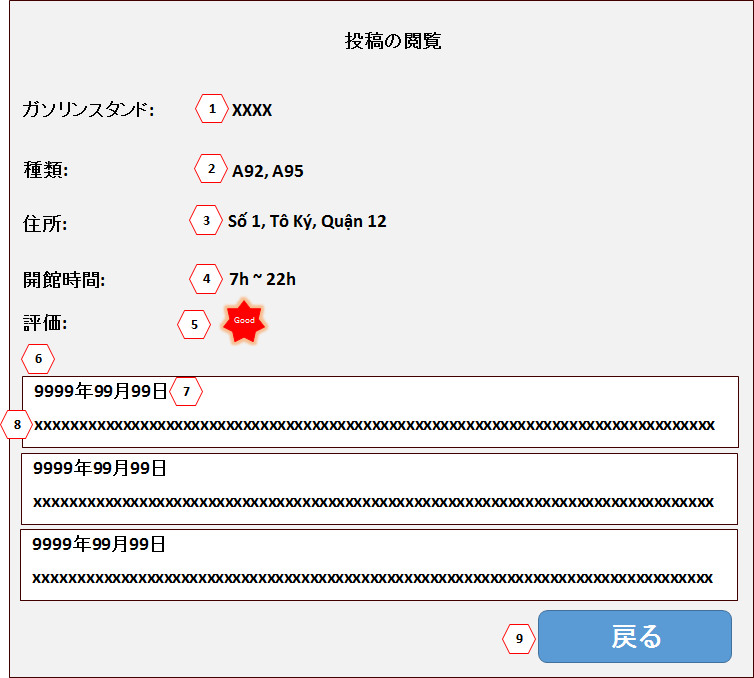 投稿の閲覧
ガソリンスタンド: 1 XXXX
種類: 2 A92, A95
住所: 3 Số 1, Tô Ký, Quận 12
開館時間: 4 7h ~ 22h
評価: 5 Good
6
9999年99月99日 7
8 xxxxxxxxxxxxxxxxxxxxxxxxxxxxxxxxxxxxxxxxxxxxxxxxxxxxxxxxxxxxxxxxxxxxxxxxxxxxxxxx
9999年99月99日
xxxxxxxxxxxxxxxxxxxxxxxxxxxxxxxxxxxxxxxxxxxxxxxxxxxxxxxxxxxxxxxxxxxxxxxxxxxxxxxx
9999年99月99日
xxxxxxxxxxxxxxxxxxxxxxxxxxxxxxxxxxxxxxxxxxxxxxxxxxxxxxxxxxxxxxxxxxxxxxxxxxxxxxxx
9 戻る